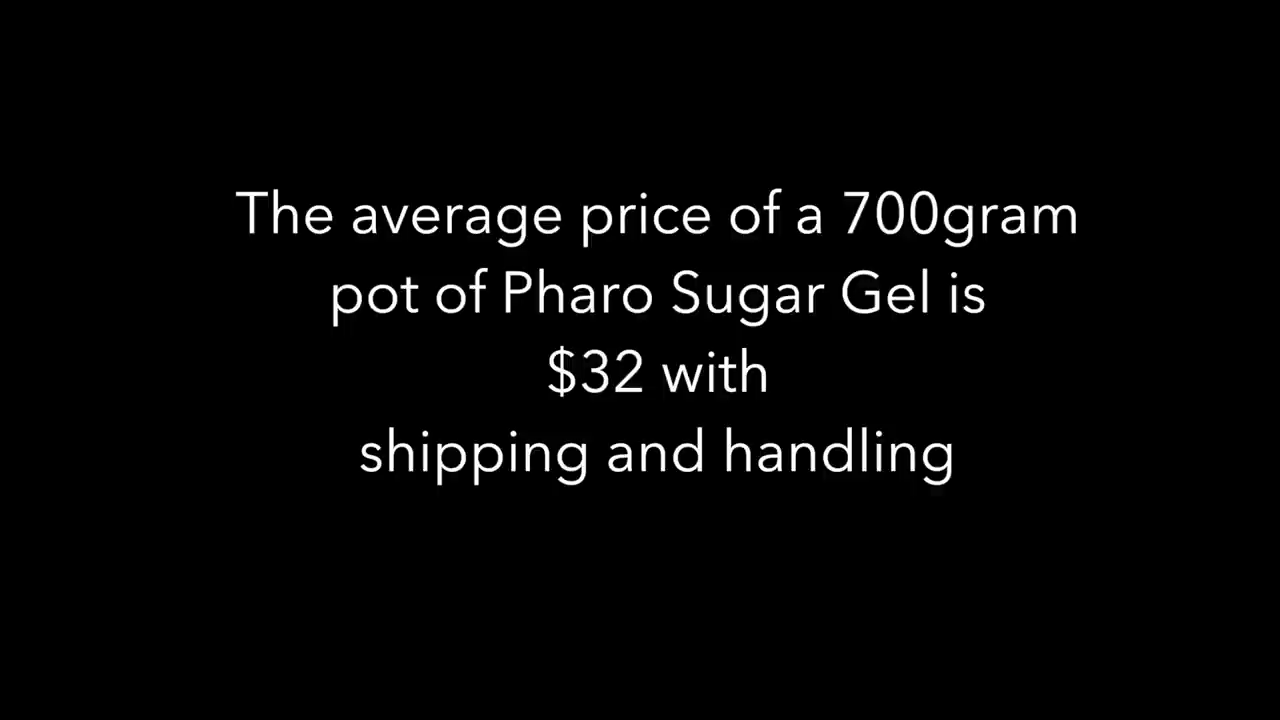 The average price of a 700gram
pot of Pharo Sugar Gel is
$32 with
shipping and handling